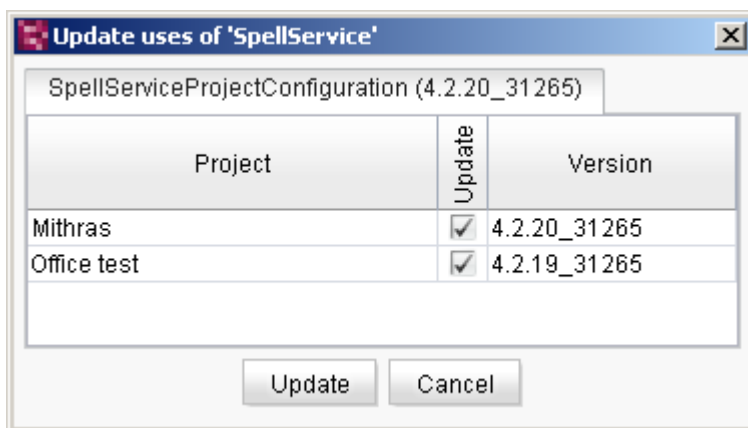 Update uses of 'SpellService'
SpellServiceProjectConfiguration (4.2.20_31265)
Project Update Version
Mithras 4.2.20_31265
Office test 4.2.19_31265
Update Cancel